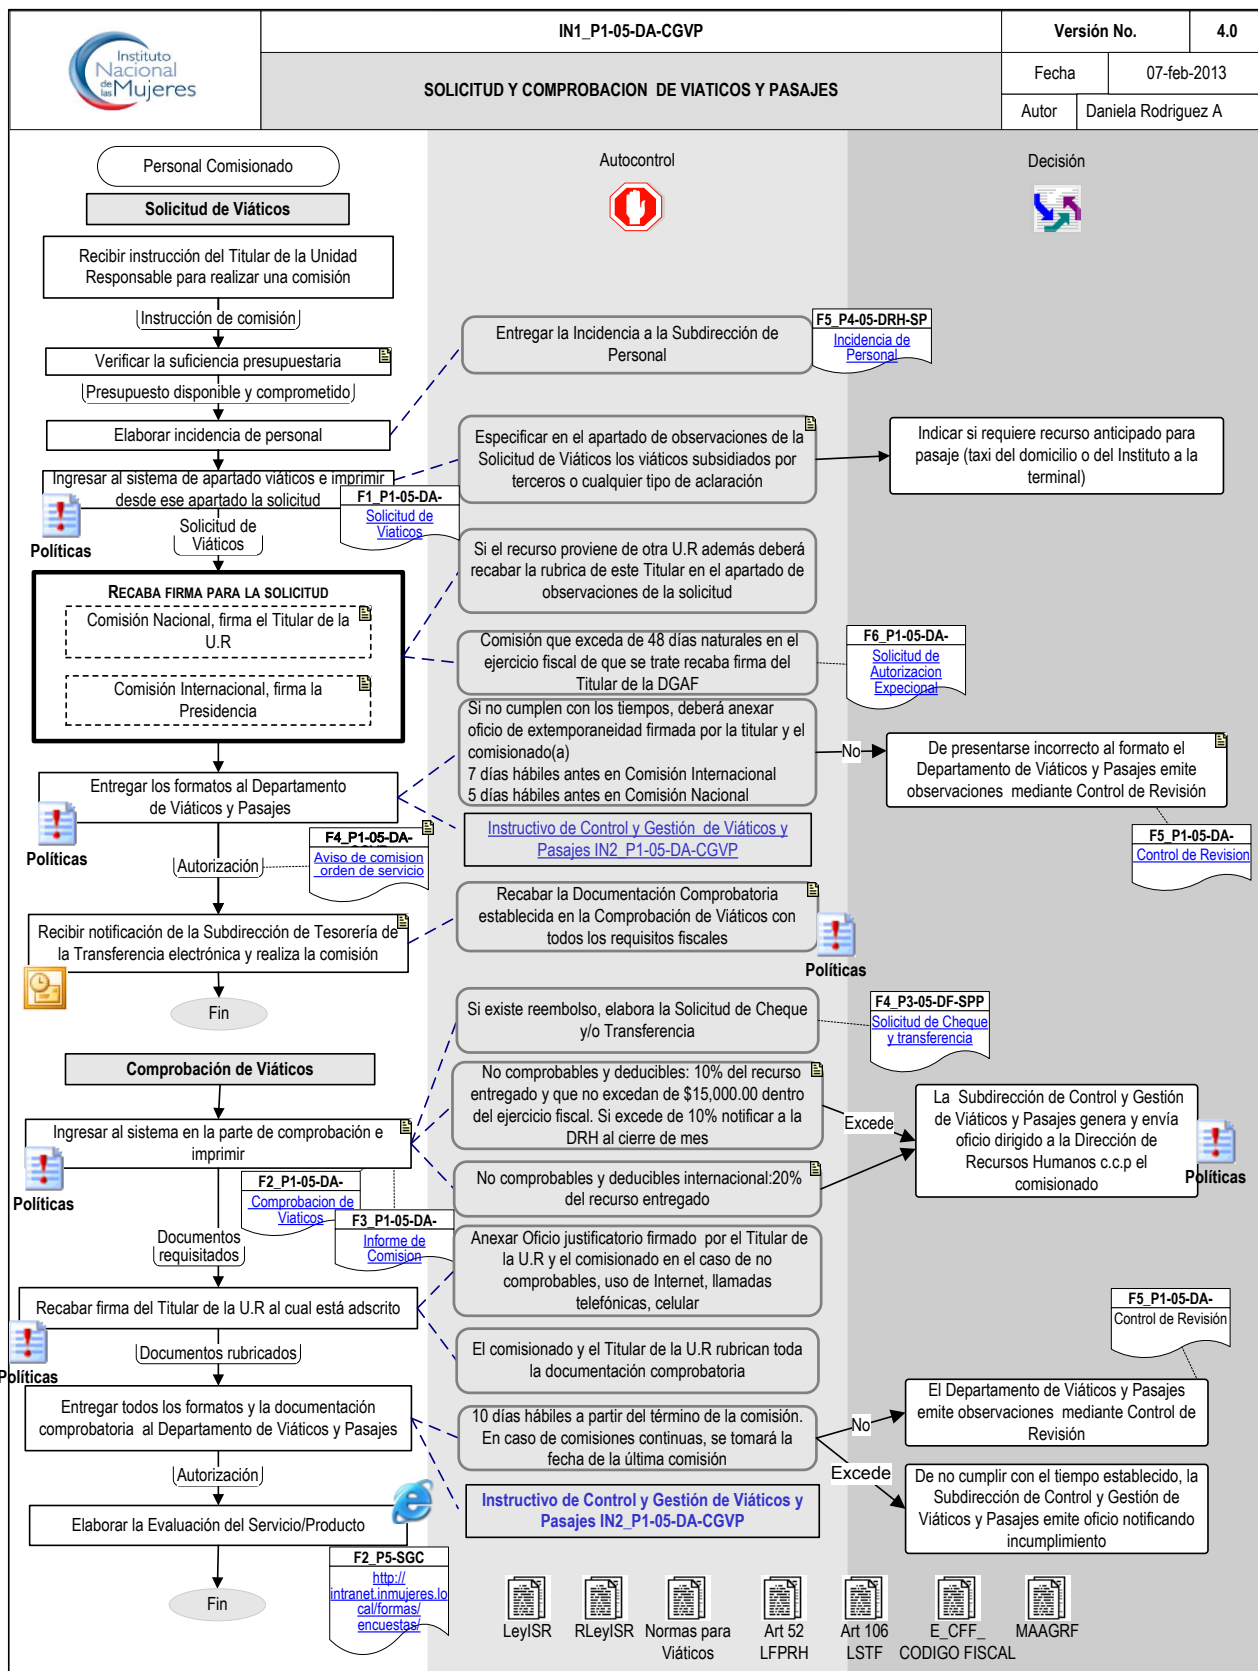 Instituto
Nacional
de las Mujeres
IN1_P1-05-DA-CGVP
Versión No.
4.0
SOLICITUD Y COMPROBACION DE VIATICOS Y PASAJES
Fecha
07-feb-2013
Autor
Daniela Rodriguez A
Personal Comisionado
Autocontrol
Decisión
Solicitud de Viáticos
Recibir instrucción del Titular de la Unidad
Responsable para realizar una comisión
Instrucción de comisión
Verificar la suficiencia presupuestaria
Presupuesto disponible y comprometido
Elaborar incidencia de personal
Entregar la Incidencia a la Subdirección de
Personal
F5_P4-05-DRH-SP
Incidencia de
Personal
Ingresar al sistema de apartado viáticos e imprimir
desde ese apartado la solicitud
Políticas
F1_P1-05-DA-
Solicitud de
Viaticos
Especificar en el apartado de observaciones de la
Solicitud de Viáticos los viáticos subsidiados por
terceros o cualquier tipo de aclaración
Indicar si requiere recurso anticipado para
pasaje (taxi del domicilio o del Instituto a la
terminal)
Solicitud de
Viáticos
RECABA FIRMA PARA LA SOLICITUD
Comisión Nacional, firma el Titular de la
U.R
Comisión Internacional, firma la
Presidencia
Si el recurso proviene de otra U.R además deberá
recabar la rubrica de este Titular en el apartado de
observaciones de la solicitud
Comisión que exceda de 48 días naturales en el
ejercicio fiscal de que se trate recaba firma del
Titular de la DGAF
F6_P1-05-DA-
Solicitud de
Autorizacion
Expecional
Si no cumplen con los tiempos, deberá anexar
oficio de extemporaneidad firmada por la titular y el
comisionado(a)
7 días hábiles antes en Comisión Internacional
5 días hábiles antes en Comisión Nacional
No
De presentarse incorrecto al formato el
Departamento de Viáticos y Pasajes emite
observaciones mediante Control de Revisión
F5_P1-05-DA-
Control de Revision
Entregar los formatos al Departamento
de Viáticos y Pasajes
Políticas
Instructivo de Control y Gestión de Viáticos y
Pasajes IN2_P1-05-DA-CGVP
Autorización
F4_P1-05-DA-
Aviso de comision
orden de servicio
Recibir notificación de la Subdirección de Tesorería de
la Transferencia electrónica y realiza la comisión
Recabar la Documentación Comprobatoria
establecida en la Comprobación de Viáticos con
todos los requisitos fiscales
Políticas
Fin
Comprobación de Viáticos
Si existe reembolso, elabora la Solicitud de Cheque
y/o Transferencia
F4_P3-05-DF-SPP
Solicitud de Cheque
y transferencia
Ingresar al sistema en la parte de comprobación e
imprimir
Políticas
No comprobables y deducibles: 10% del recurso
entregado y que no excedan de $15,000.00 dentro
del ejercicio fiscal. Si excede de 10% notificar a la
DRH al cierre de mes
Excede
La Subdirección de Control y Gestión
de Viáticos y Pasajes genera y envía
oficio dirigido a la Dirección de
Recursos Humanos c.c.p el
comisionado
Políticas
No comprobables y deducibles internacional:20%
del recurso entregado
F2_P1-05-DA-
Comprobacion de
Viaticos
F3_P1-05-DA-
Informe de
Comision
Documentos
requisitados
Anexar Oficio justificatorio firmado por el Titular de
la U.R y el comisionado en el caso de no
comprobables, uso de Internet, llamadas
telefónicas, celular
Recabar firma del Titular de la U.R al cual está adscrito
Políticas
Documentos rubricados
El comisionado y el Titular de la U.R rubrican toda
la documentación comprobatoria
F5_P1-05-DA-
Control de Revisión
Entregar todos los formatos y la documentación
comprobatoria al Departamento de Viáticos y Pasajes
10 días hábiles a partir del término de la comisión.
En caso de comisiones continuas, se tomará la
fecha de la última comisión
No
El Departamento de Viáticos y Pasajes
emite observaciones mediante Control de
Revisión
Excede
De no cumplir con el tiempo establecido, la
Subdirección de Control y Gestión de
Viáticos y Pasajes emite oficio notificando
incumplimiento
Autorización
Instructivo de Control y Gestión de Viáticos y
Pasajes IN2_P1-05-DA-CGVP
Elaborar la Evaluación del Servicio/Producto
F2_P5-SGC
http://
intranet.inmujeres.lo
cal/formas/
encuestas/
Fin
LeyISR
RLeyISR
Normas para
Viáticos
Art 52
LFPRH
Art 106
LSTF
E_CFF_
CODIGO FISCAL
MAAGRF